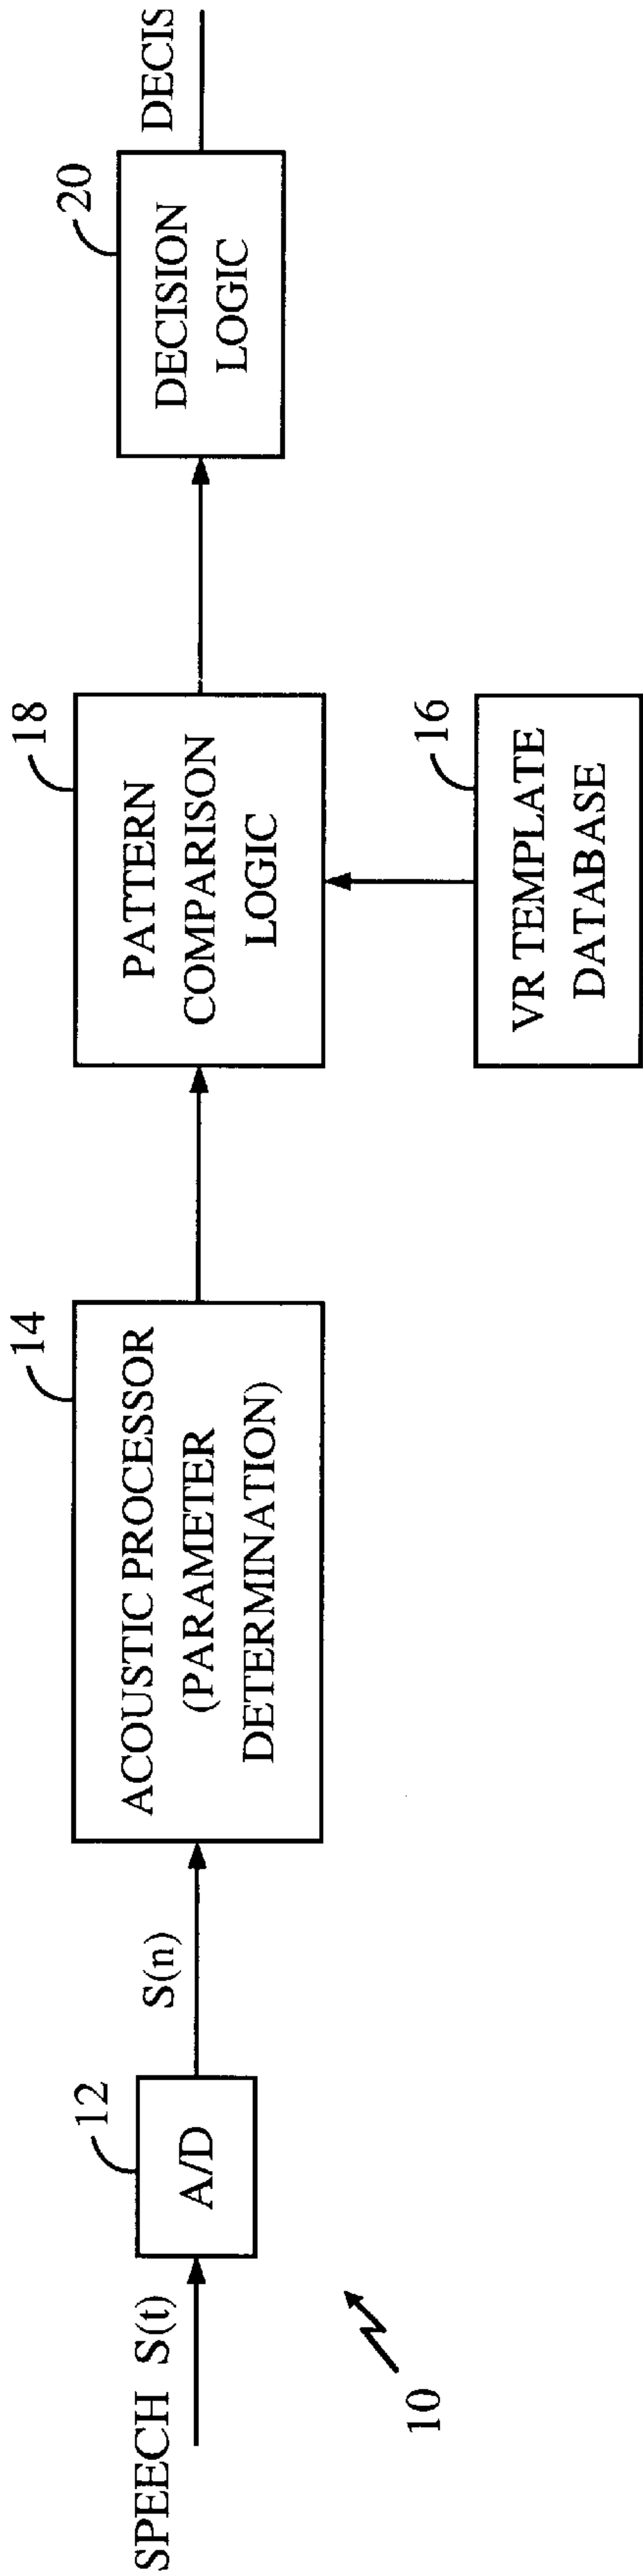 SPEECH S(t)
12
A/D
S(n)
14
ACOUSTIC PROCESSOR
(PARAMETER
DETERMINATION)
18
PATTERN
COMPARISON
LOGIC
16
VR TEMPLATE
DATABASE
20
DECISION
LOGIC
DECIS
10